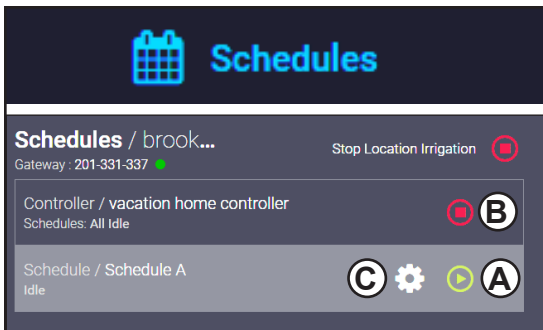 Schedules
Schedules / brook...
Stop Location Irrigation
Gateway : 201-331-337
Controller / vacation home controller
Schedules: All Idle
B
Schedule / Schedule A
Idle
C
A